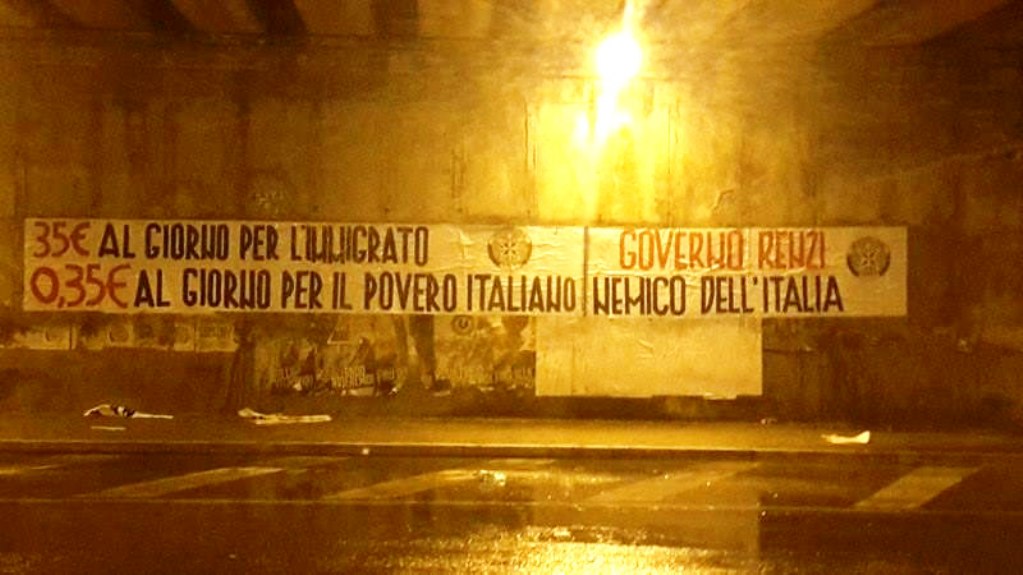 35€ AL GIORNO PER L'IMMIGRATO
0,35€ AL GIORNO PER IL POVERO ITALIANO
GOVERNO RENZI
NEMICO DELL'ITALIA